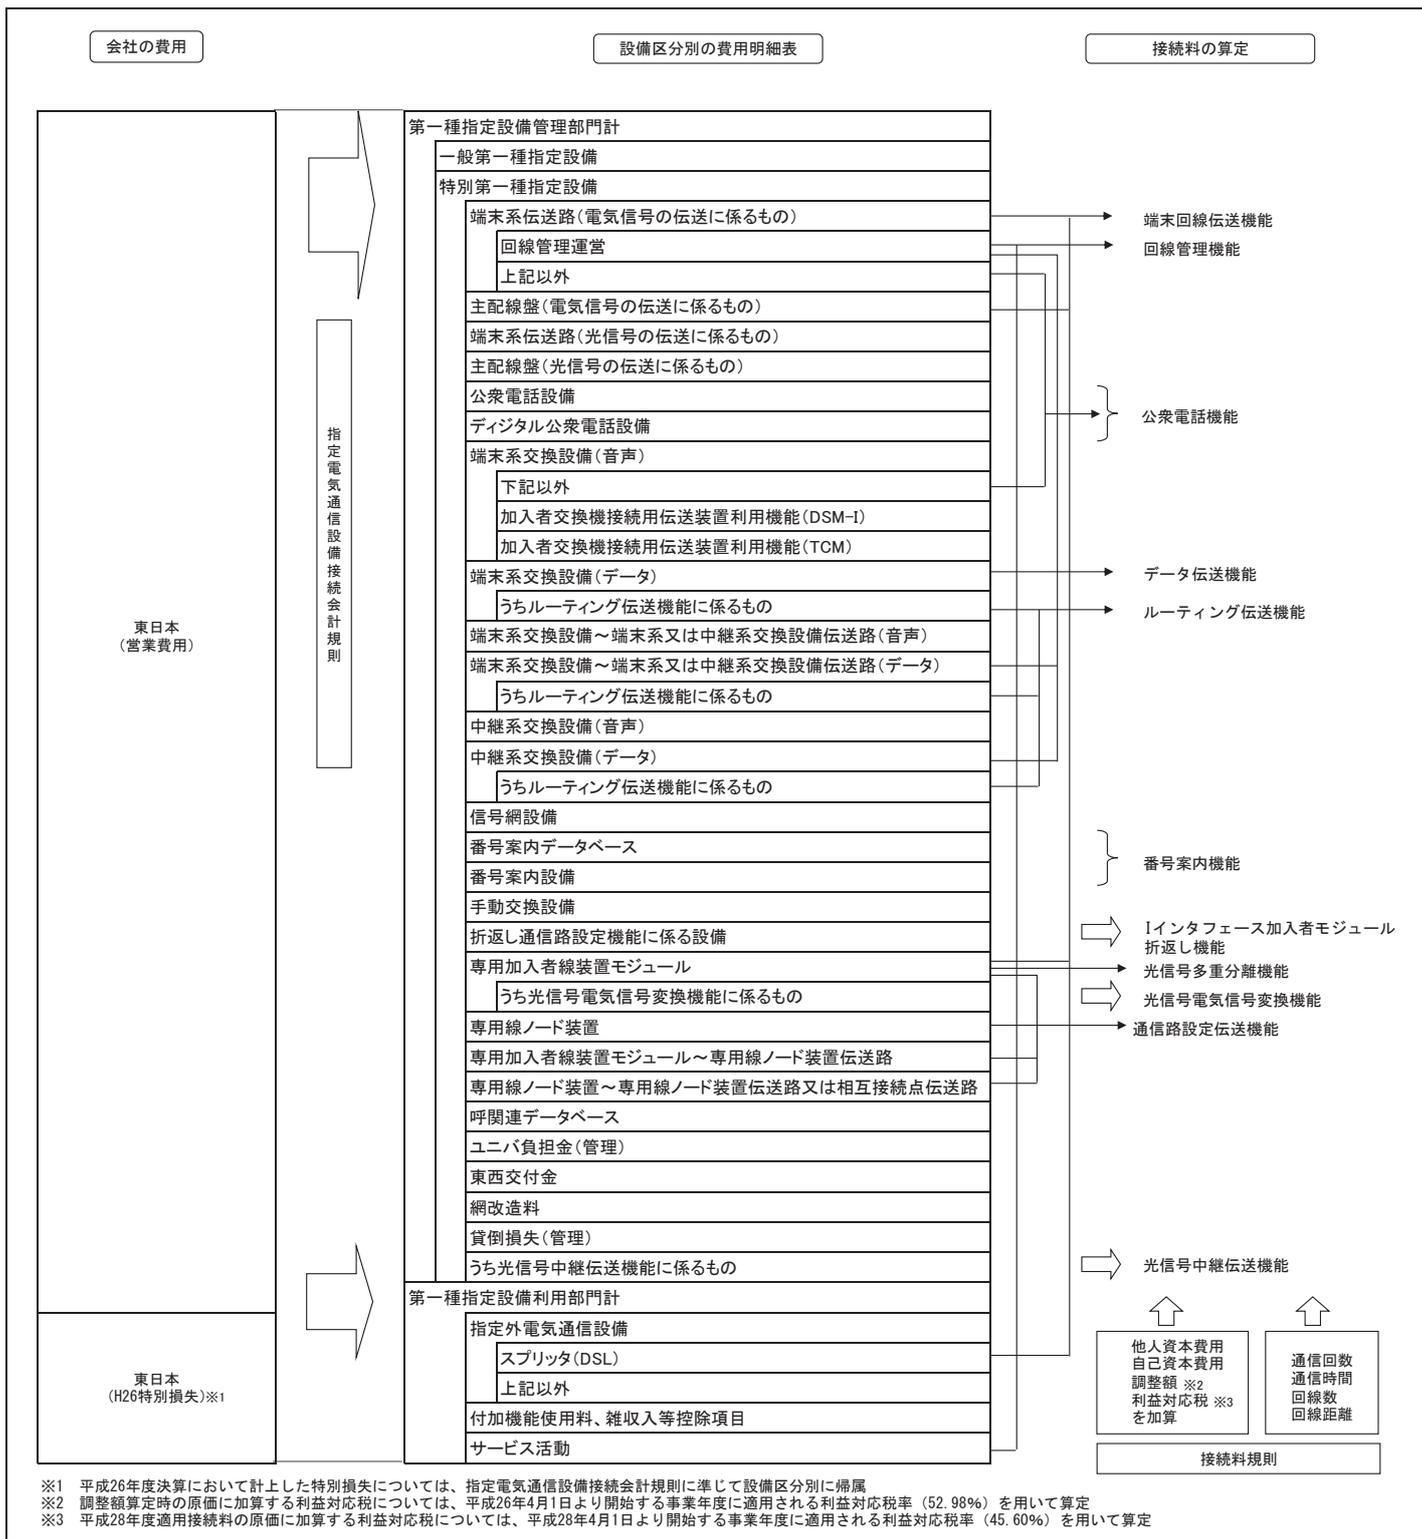 会社の費用
設備区分別の費用明細表
接続料の算定
東日本
(営業費用)
東日本
(H26特別損失)※1
指定電気通信設備接続会計規則
第一種指定設備管理部門計
一般第一種指定設備
特別第一種指定設備
端末系伝送路(電気信号の伝送に係るもの)
回線管理運営
上記以外
主配線盤(電気信号の伝送に係るもの)
端末系伝送路(光信号の伝送に係るもの)
主配線盤(光信号の伝送に係るもの)
公衆電話設備
ディジタル公衆電話設備
端末系交換設備(音声)
下記以外
加入者交換機接続用伝送装置利用機能(DSM-I)
加入者交換機接続用伝送装置利用機能(TCM)
端末系交換設備(データ)
うちルーティング伝送機能に係るもの
端末系交換設備～端末系又は中継系交換設備伝送路(音声)
端末系交換設備～端末系又は中継系交換設備伝送路(データ)
うちルーティング伝送機能に係るもの
中継系交換設備(音声)
中継系交換設備(データ)
うちルーティング伝送機能に係るもの
信号網設備
番号案内データベース
番号案内設備
手動交換設備
折返し通信路設定機能に係る設備
専用加入者線装置モジュール
うち光信号電気信号変換機能に係るもの
専用線ノード装置
専用加入者線装置モジュール～専用線ノード装置伝送路
専用線ノード装置～専用線ノード装置伝送路又は相互接続点伝送路
呼関連データベース
ユニバ負担金(管理)
東西交付金
網改造料
貸倒損失(管理)
うち光信号中継伝送機能に係るもの
第一種指定設備利用部門計
指定外電気通信設備
スプリッタ(DSL)
上記以外
付加機能使用料、雑収入等控除項目
サービス活動
端末回線伝送機能
回線管理機能
公衆電話機能
データ伝送機能
ルーティング伝送機能
番号案内機能
Iインタフェース加入者モジュール
折返し機能
光信号多重分離機能
光信号電気信号変換機能
通信路設定伝送機能
光信号中継伝送機能
他人資本費用
自己資本費用
調整額 ※2
利益対応税 ※3
を加算
通信回数
通信時間
回線数
回線距離
接続料規則
※1 平成26年度決算において計上した特別損失については、指定電気通信設備接続会計規則に準じて設備区分別に帰属
※2 調整額算定時の原価に加算する利益対応税については、平成26年4月1日より開始する事業年度に適用される利益対応税率（52.98％）を用いて算定
※3 平成28年度適用接続料の原価に加算する利益対応税については、平成28年4月1日より開始する事業年度に適用される利益対応税率（45.60％）を用いて算定